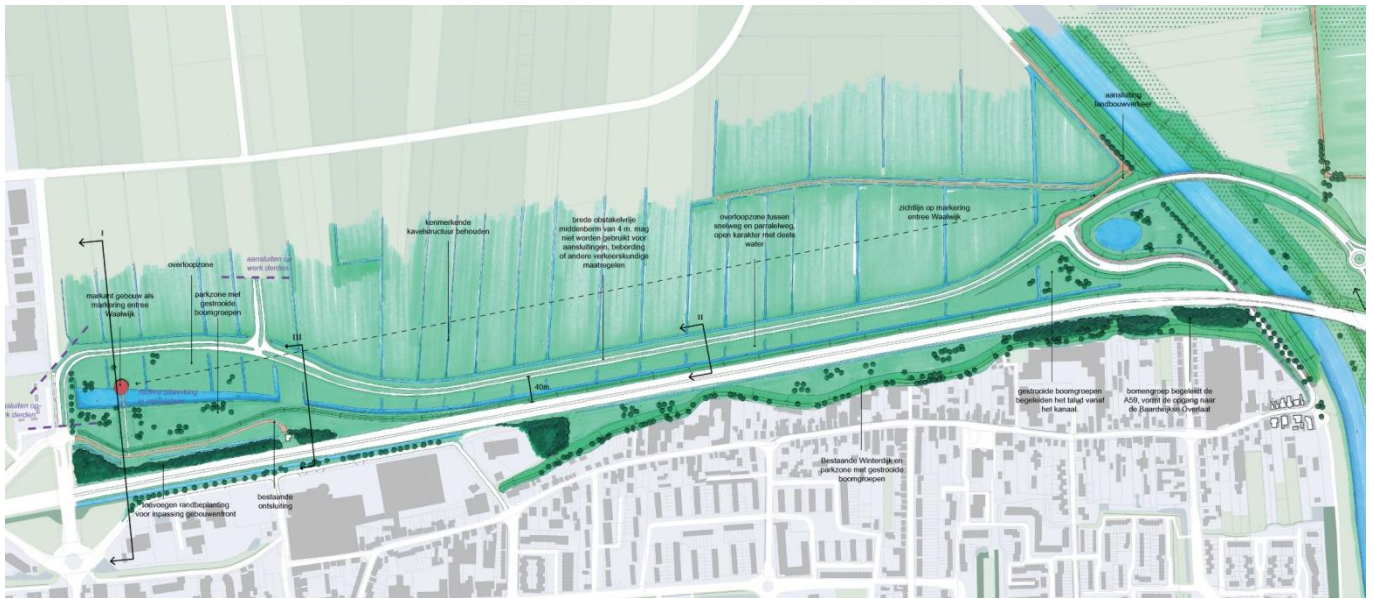 aansluiting
landbouwverkeer
I
overloopzone
aansluiten op
werk derden
kenmerkende
kavelstructuur behouden
brede obstakelvrije
middenberm van 4 m. mag
niet worden gebruikt voor
aansluitingen, bebording
of andere verkeerskundige
maatregelen
overloopzone tussen
snelweg en parralelweg,
open karakter met deels
water
zichtlijn op markering
entree Waalwijk
markant gebouw als
markering entree
Waalwijk
parkzone met
gestrooide
boomgroepen
III
II
40m.
werk derden
toevoegen randbeplanting
voor inpassing gebouwenfront
bestaande
ontsluiting
Bestaande Winterdijk en
parkzone met gestrooide
boomgroepen
gestrooide boomgroepen
begeleiden het talud vanaf
het kanaal.
bomengroep begeleidt de
A59, vormt de opgang naar
de Baardwijkse Overlaat